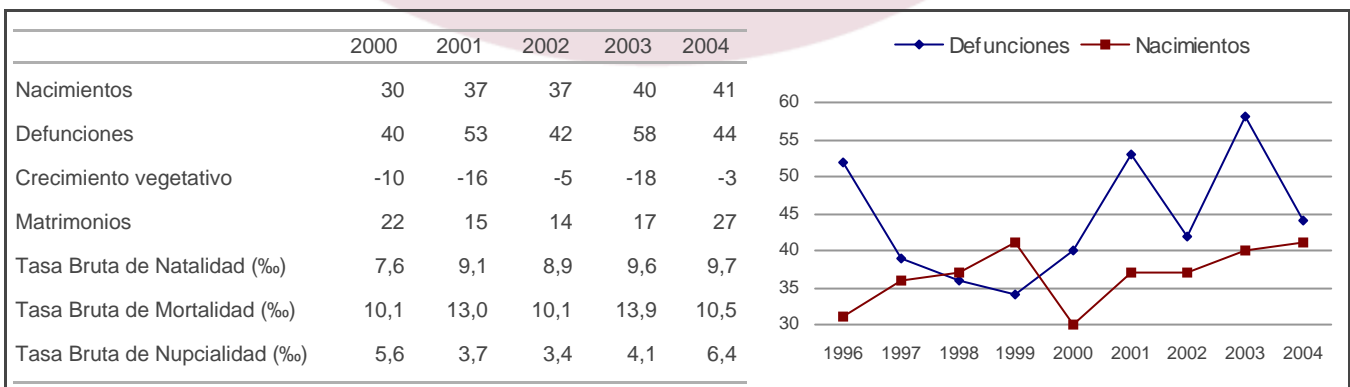 2000 2001 2002 2003 2004
Nacimientos 30 37 37 40 41
Defunciones 40 53 42 58 44
Crecimiento vegetativo -10 -16 -5 -18 -3
Matrimonios 22 15 14 17 27
Tasa Bruta de Natalidad (‰) 7,6 9,1 8,9 9,6 9,7
Tasa Bruta de Mortalidad (‰) 10,1 13,0 10,1 13,9 10,5
Tasa Bruta de Nupcialidad (‰) 5,6 3,7 3,4 4,1 6,4
Defunciones Nacimientos
60
55
50
45
40
35
30
1996 1997 1998 1999 2000 2001 2002 2003 2004